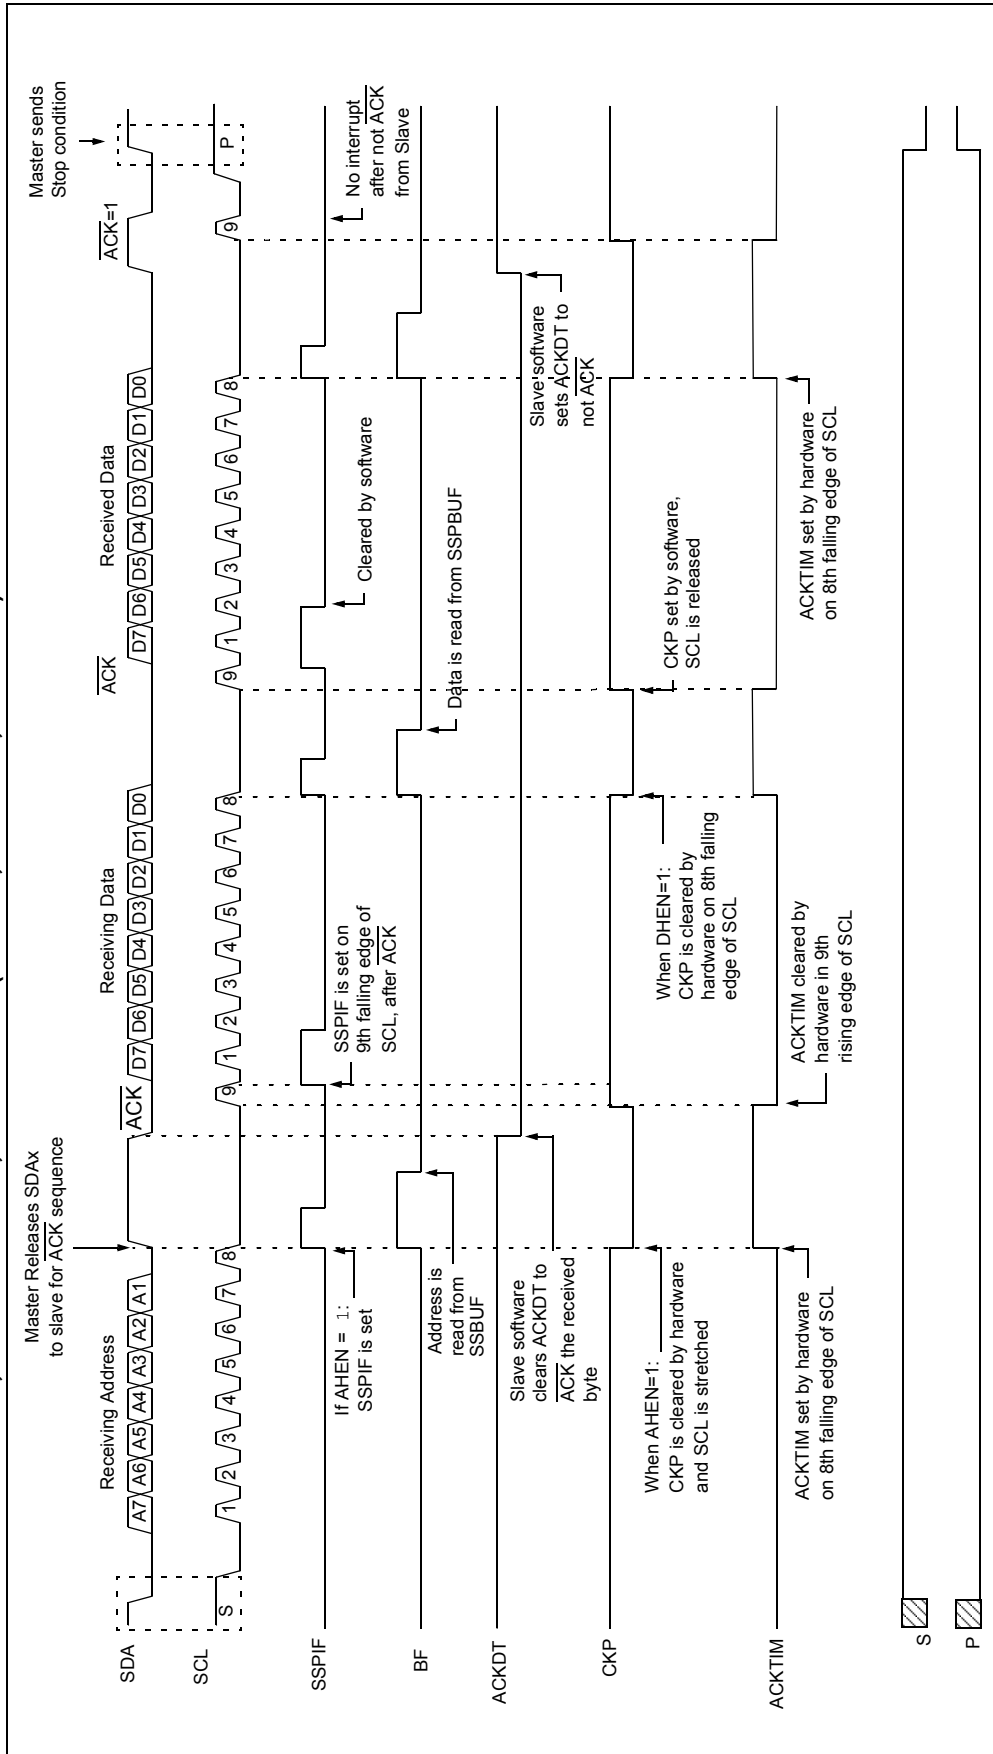 Master Releases SDAx
to slave for ACK sequence
Master sends
Stop condition
Receiving Address
Receiving Data
Received Data
ACK
ACK
ACK=1
SDA
A7 A6 A5 A4 A3 A2 A1
D7 D6 D5 D4 D3 D2 D1 D0
D7 D6 D5 D4 D3 D2 D1 D0
SCL
S 1 2 3 4 5 6 7 8 9 1 2 3 4 5 6 7 8 9 1 2 3 4 5 6 7 8 9 P
SSPIF
If AHEN = 1:
SSPIF is set
SSPIF is set on
9th falling edge of
SCL, after ACK
Cleared by software
No interrupt
after not ACK
from Slave
BF
Address is
read from
SSBUF
Data is read from SSPBUF
ACKDT
Slave software
clears ACKDT to
ACK the received
byte
Slave software
sets ACKDT to
not ACK
CKP
When AHEN=1:
CKP is cleared by hardware
and SCL is stretched
When DHEN=1:
CKP is cleared by
hardware on 8th falling
edge of SCL
CKP set by software,
SCL is released
ACKTIM
ACKTIM set by hardware
on 8th falling edge of SCL
ACKTIM cleared by
hardware in 9th
rising edge of SCL
ACKTIM set by hardware
on 8th falling edge of SCL
S
P